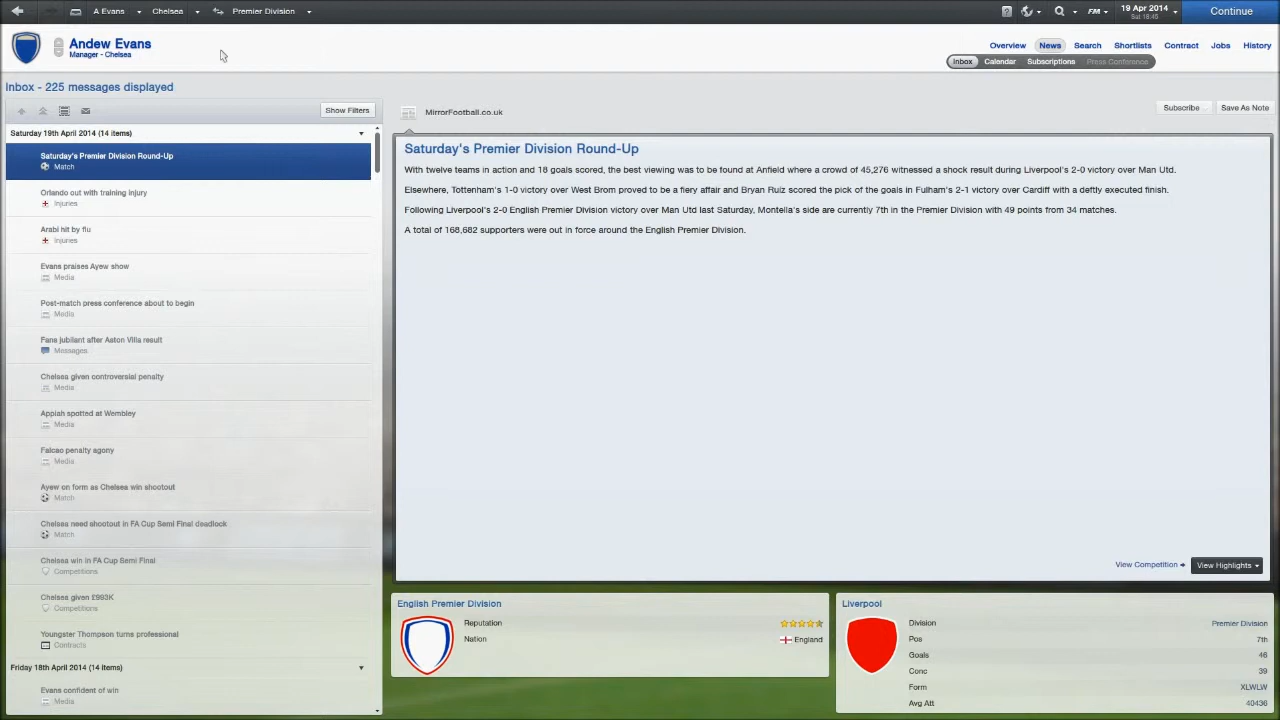 A Evans
Chelsea
Premier Division
FM
19 Apr 2014
Sat 18:45
Continue
Andew Evans
Manager - Chelsea
Overview
News
Search
Shortlists
Contract
Jobs
History
Inbox
Calendar
Subscriptions
Press Conference
Inbox - 225 messages displayed
Show Filters
Saturday 19th April 2014 (14 items)
Saturday's Premier Division Round-Up
Match
Orlando out with training injury
Injuries
Arabi hit by flu
Injuries
Evans praises Ayew show
Media
Post-match press conference about to begin
Media
Fans jubilant after Aston Villa result
Messages
Chelsea given controversial penalty
Media
Appiah spotted at Wembley
Media
Falcao penalty agony
Media
Ayew on form as Chelsea win shootout
Match
Chelsea need shootout in FA Cup Semi Final deadlock
Match
Chelsea win in FA Cup Semi Final
Competitions
Chelsea given £993K
Competitions
Youngster Thompson turns professional
Contracts
Friday 18th April 2014 (14 items)
Evans confident of win
Media
MirrorFootball.co.uk
Subscribe
Save As Note
Saturday's Premier Division Round-Up
With twelve teams in action and 18 goals scored, the best viewing was to be found at Anfield where a crowd of 45,276 witnessed a shock result during Liverpool's 2-0 victory over Man Utd.
Elsewhere, Tottenham's 1-0 victory over West Brom proved to be a fiery affair and Bryan Ruiz scored the pick of the goals in Fulham's 2-1 victory over Cardiff with a deftly executed finish.
Following Liverpool's 2-0 English Premier Division victory over Man Utd last Saturday, Montella's side are currently 7th in the Premier Division with 49 points from 34 matches.
A total of 168,682 supporters were out in force around the English Premier Division.
View Competition
View Highlights
English Premier Division
Reputation
Nation
England
Liverpool
Division
Premier Division
Pos
7th
Goals
46
Conc
39
Form
XLWLW
Avg Att
40436